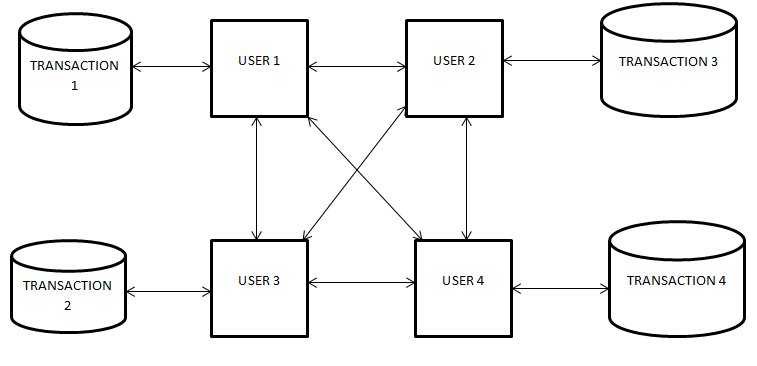 TRANSACTION
1
USER 1
USER 2
TRANSACTION 3
TRANSACTION
2
USER 3
USER 4
TRANSACTION 4